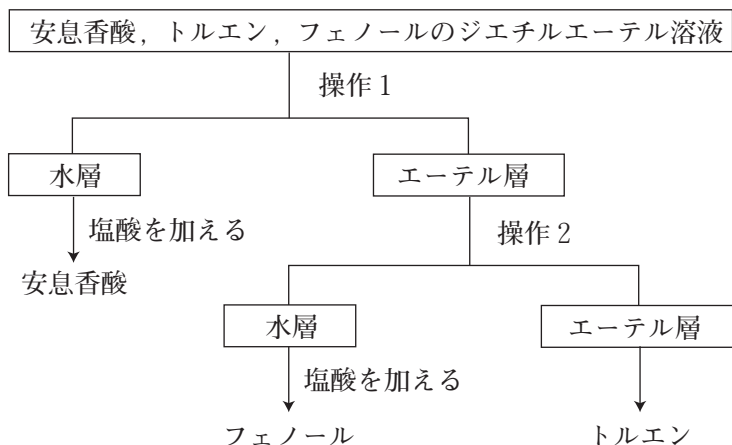 安息香酸，トルエン，フェノールのジエチルエーテル溶液
操作1
水層
エーテル層
塩酸を加える
操作2
安息香酸
水層
エーテル層
塩酸を加える
フェノール
トルエン